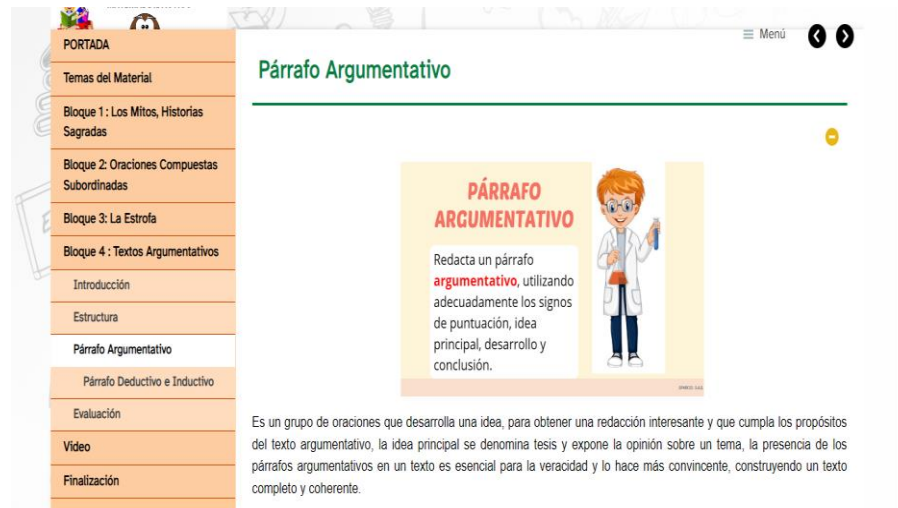 PORTADA
Temas del Material
Bloque 1 : Los Mitos, Historias
Sagradas
Bloque 2: Oraciones Compuestas
Subordinadas
Bloque 3: La Estrofa
Bloque 4 : Textos Argumentativos
Introducción
Estructura
Párrafo Argumentativo
Párrafo Deductivo e Inductivo
Evaluación
Video
Finalización
Menú
Párrafo Argumentativo
PÁRRAFO
ARGUMENTATIVO
Redacta un párrafo
argumentativo, utilizando
adecuadamente los signos
de puntuación, idea
principal, desarrollo y
conclusión.
Es un grupo de oraciones que desarrolla una idea, para obtener una redacción interesante y que cumpla los propósitos
del texto argumentativo, la idea principal se denomina tesis y expone la opinión sobre un tema, la presencia de los
párrafos argumentativos en un texto es esencial para la veracidad y lo hace más convincente, construyendo un texto
completo y coherente.